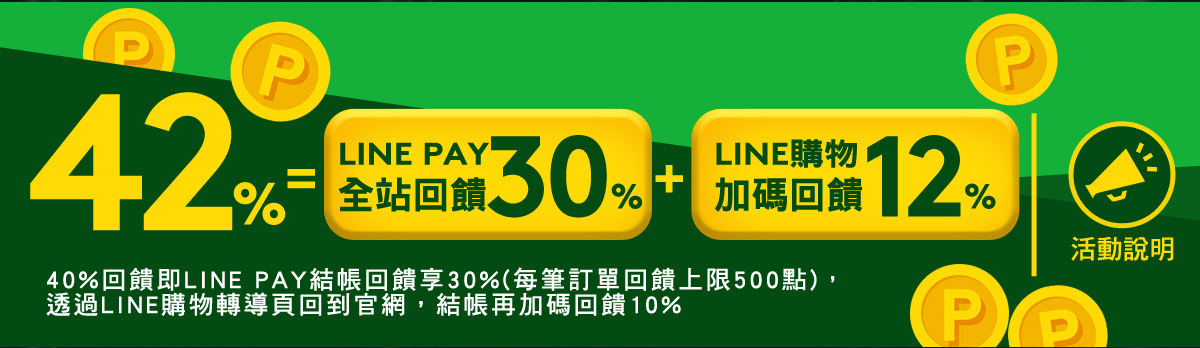 P
P
P
42%=
LINE PAY
全站回饋30%
+
LINE購物
加碼回饋12%
活動說明
40%回饋即LINE PAY結帳回饋享30%(每筆訂單回饋上限500點)，
透過LINE購物轉導頁回到官網，結帳再加碼回饋10%
P
P